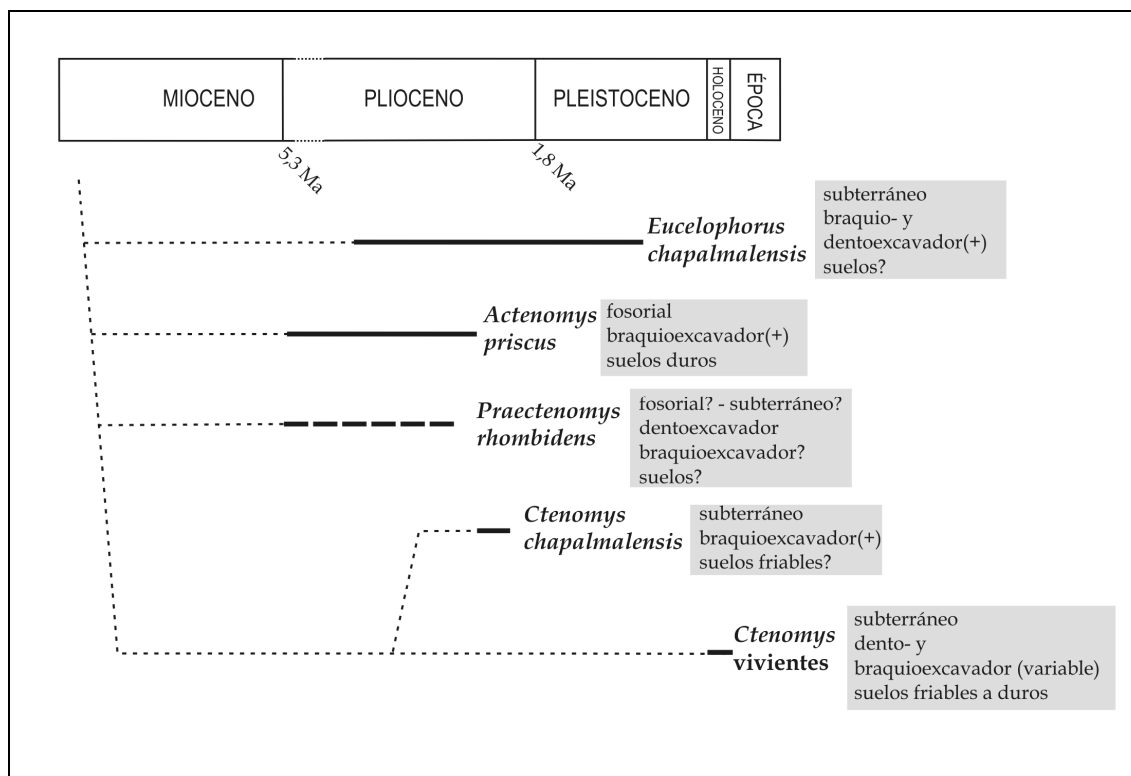 MIOCENO
PLIOCENO
PLEISTOCENO
HOLOCENO
ÉPOCA
5,3 Ma
1,8 Ma
Eucelophorus
chapalmalensis
subterráneo
braquio- y
dentoexcavador(+)
suelos?
Actenomys
priscus
fosorial
braquioexcavador(+)
suelos duros
Praectenomys
rhombidens
fosorial? - subterráneo?
dentoexcavador
braquioexcavador?
suelos?
Ctenomys
chapalmalensis
subterráneo
braquioexcavador(+)
suelos friables?
Ctenomys
vivientes
subterráneo
dento- y
braquioexcavador (variable)
suelos friables a duros